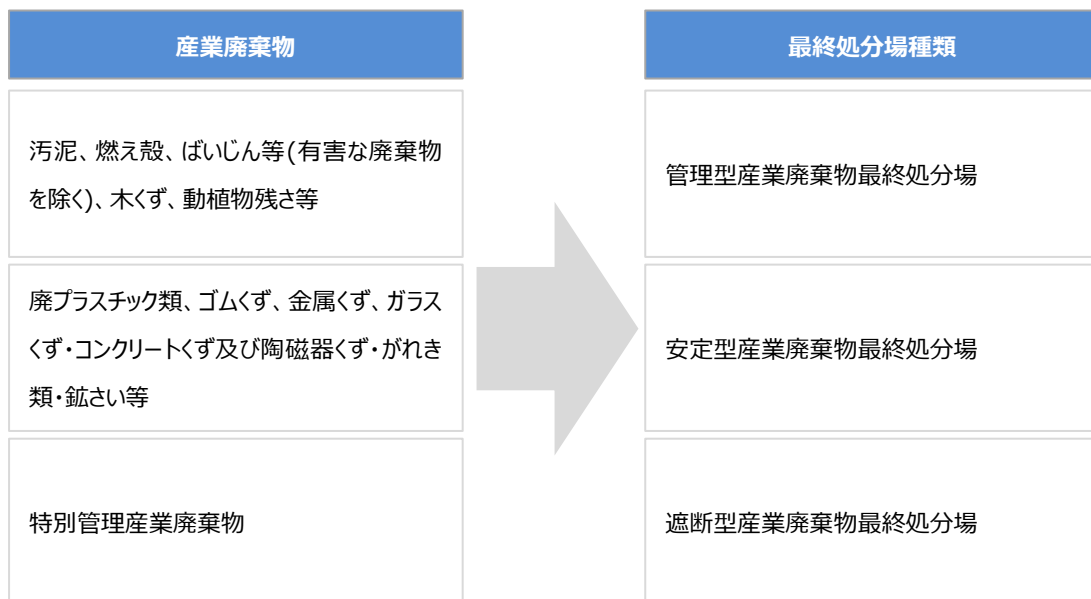 産業廃棄物
最終処分場種類
汚泥、燃え殻、ばいじん等(有害な廃棄物
を除く)、木くず、動植物残さ等
管理型産業廃棄物最終処分場
廃プラスチック類、ゴムくず、金属くず、ガラス
くず・コンクリートくず及び陶磁器くず・がれき
類・鉱さい等
安定型産業廃棄物最終処分場
特別管理産業廃棄物
遮断型産業廃棄物最終処分場